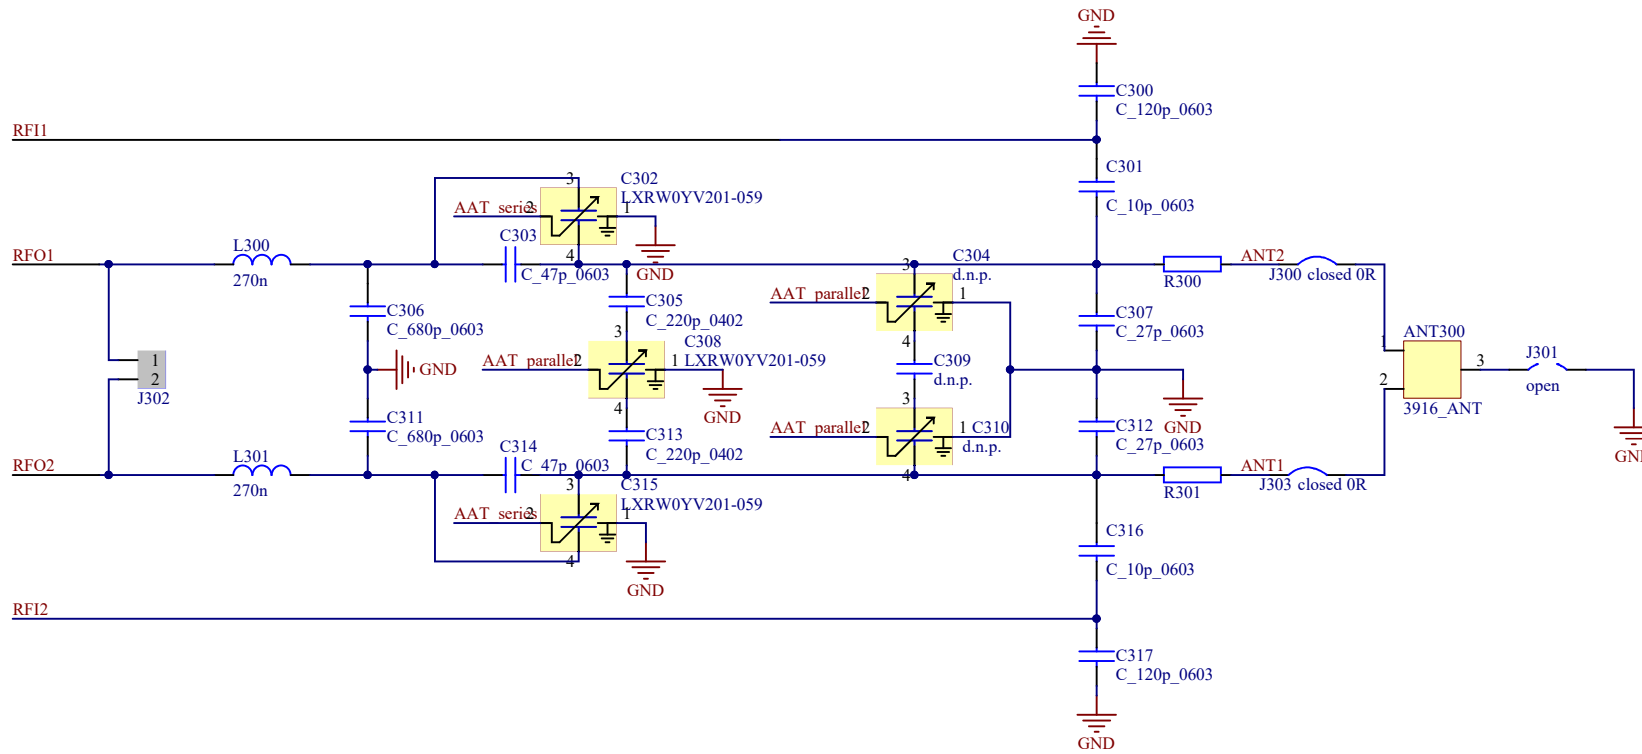 GND
C300
C_120p_0603
RFI1
C301
C_10p_0603
3
C302
LXRW0YV201-059
AAT_series
2
1
C303
4
C_47p_0603
GND
RFO1
L300
270n
C304
d.n.p.
3
AAT_parallel
2
1
4
ANT2
R300
J300 closed 0R
C305
C_220p_0402
C306
C_680p_0603
C307
C_27p_0603
3
C308
LXRW0YV201-059
AAT_parallel
2
1
4
GND
GND
C309
d.n.p.
1
2
J302
ANT300
1
2
3
3916_ANT
J301
open
GND
GND
3
AAT_parallel
2
1
C310
d.n.p.
4
C311
C_680p_0603
C312
C_27p_0603
C313
C_220p_0402
C314
C_47p_0603
RFO2
L301
270n
ANT1
R301
J303 closed 0R
3
C315
LXRW0YV201-059
AAT_series
2
1
4
GND
C316
C_10p_0603
RFI2
C317
C_120p_0603
GND